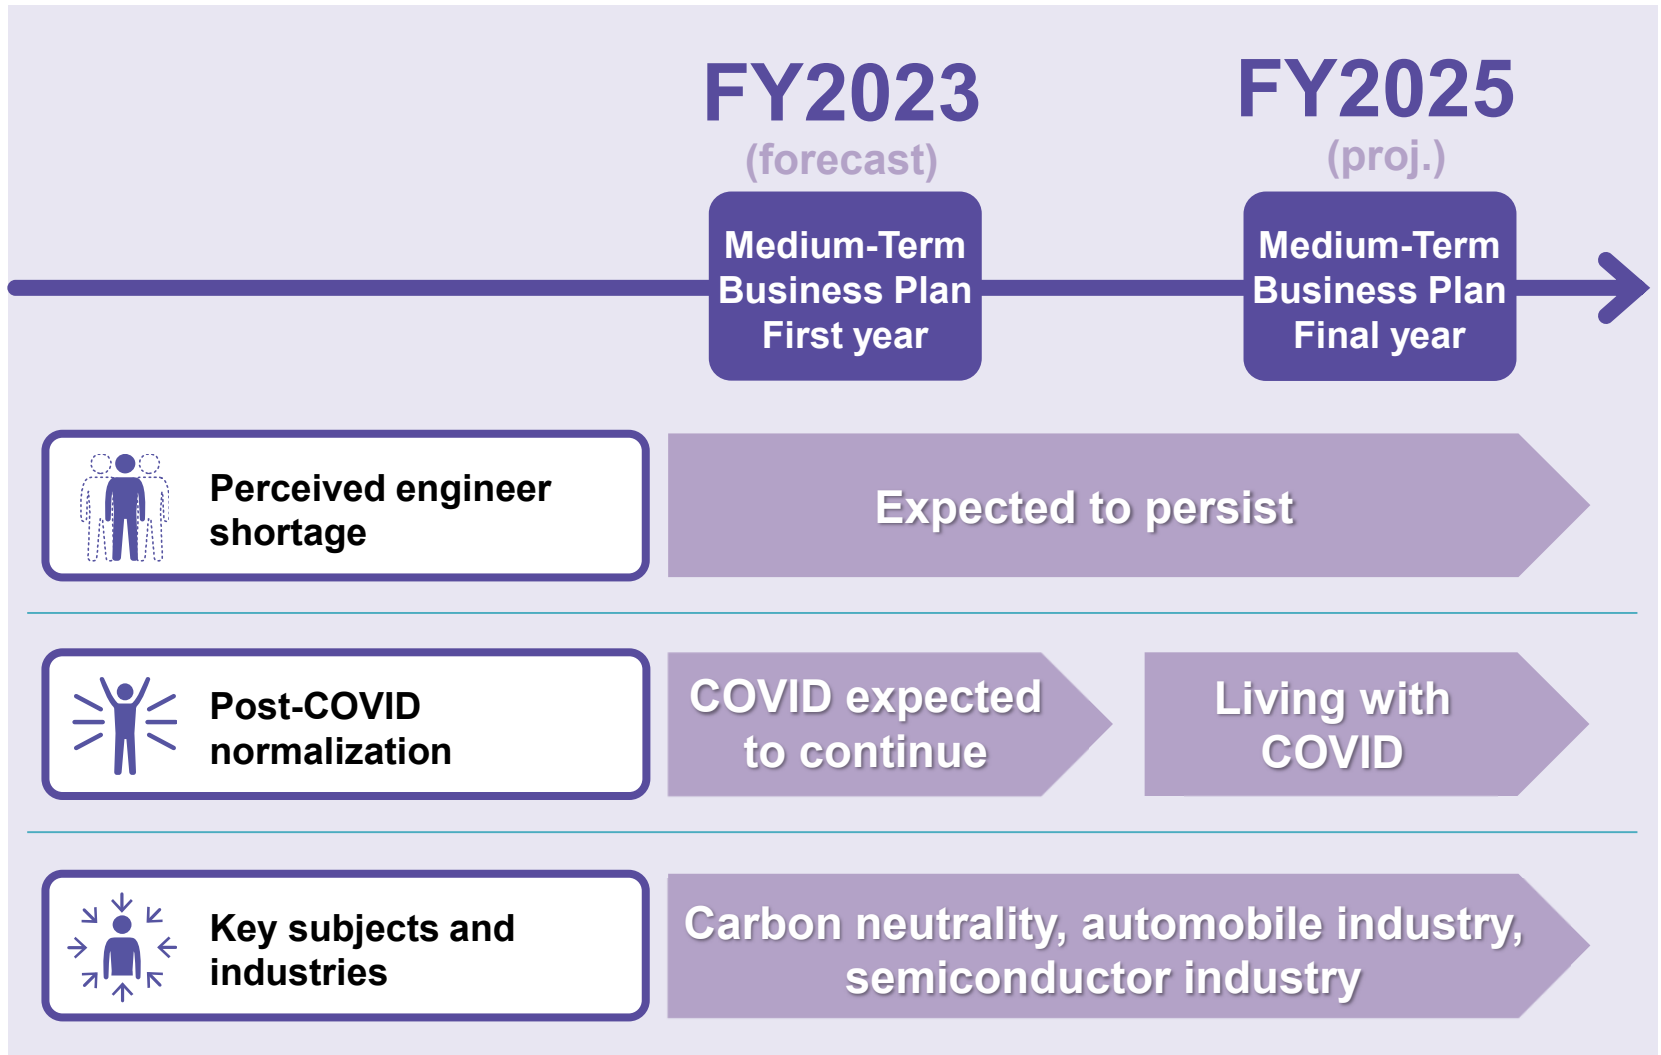 FY2023
(forecast)
FY2025
(proj.)
Medium-Term
Business Plan
First year
Medium-Term
Business Plan
Final year
Perceived engineer
shortage
Expected to persist
Post-COVID
normalization
COVID expected
to continue
Living with
COVID
Key subjects and
industries
Carbon neutrality, automobile industry,
semiconductor industry